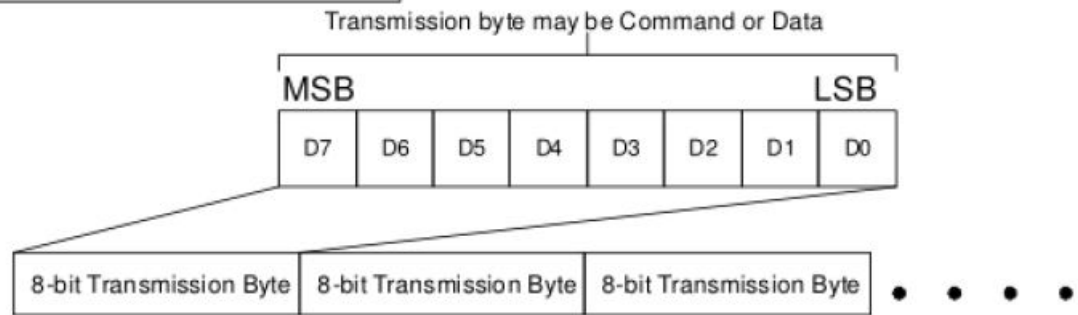 Transmission byte may be Command or Data
MSB LSB
D7 D6 D5 D4 D3 D2 D1 D0
8-bit Transmission Byte 8-bit Transmission Byte 8-bit Transmission Byte